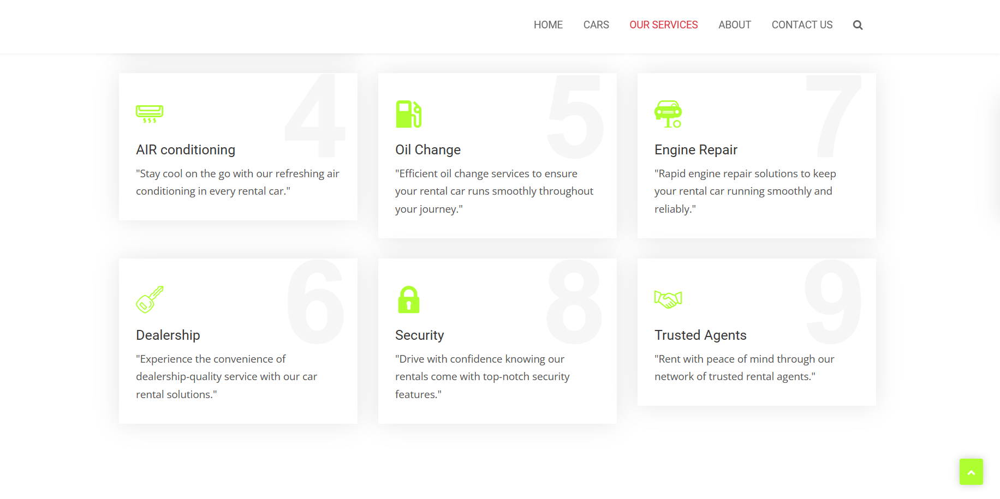 HOME CARS OUR SERVICES ABOUT CONTACT US
4
AIR conditioning
"Stay cool on the go with our refreshing air
conditioning in every rental car."
5
Oil Change
"Efficient oil change services to ensure
your rental car runs smoothly throughout
your journey."
7
Engine Repair
"Rapid engine repair solutions to keep
your rental car running smoothly and
reliably."
6
Dealership
"Experience the convenience of
dealership-quality service with our car
rental solutions."
8
Security
"Drive with confidence knowing our
rentals come with top-notch security
features."
9
Trusted Agents
"Rent with peace of mind through our
network of trusted rental agents."